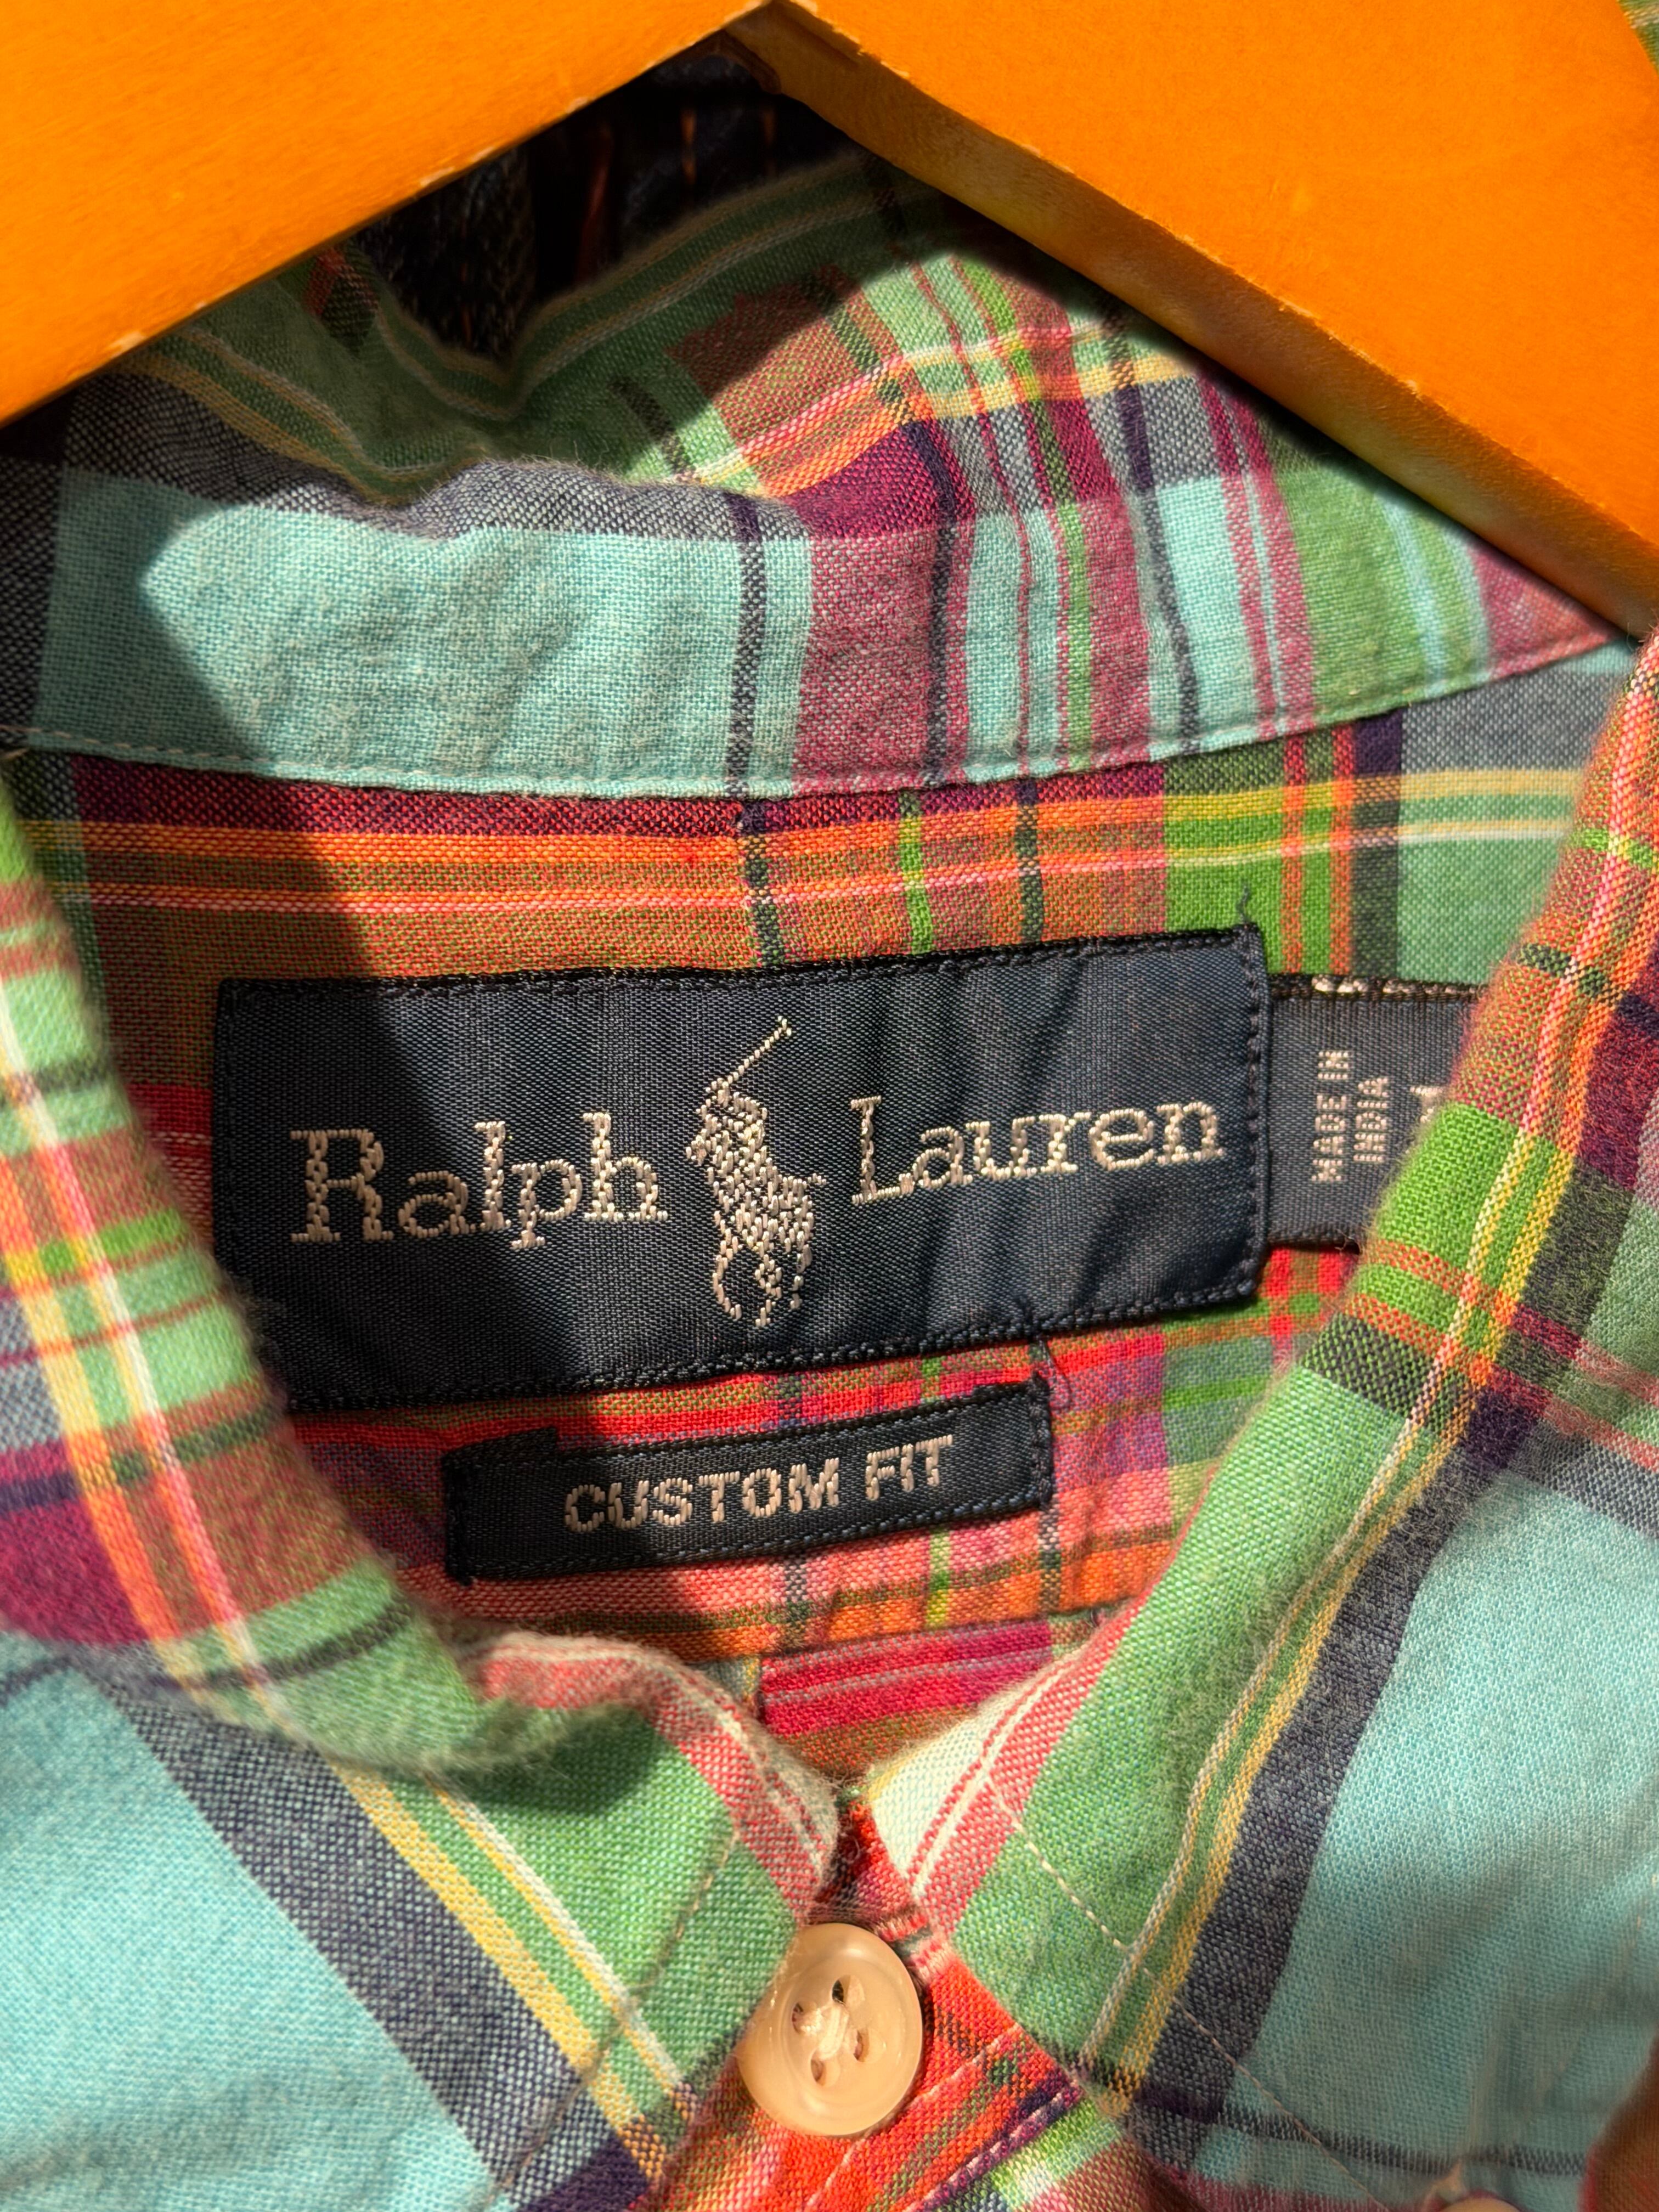 Ralph Lauren
MADE IN
INDIA
CUSTOM FIT